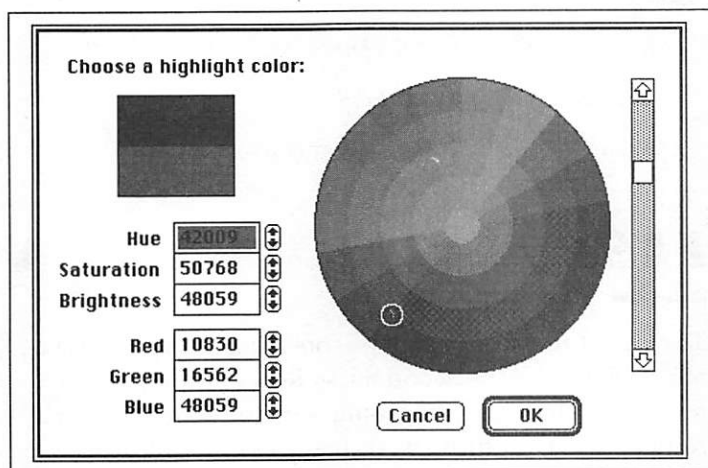 Choose a highlight color:
Hue 42009
Saturation 50768
Brightness 48059
Red 10830
Green 16562
Blue 48059
Cancel OK